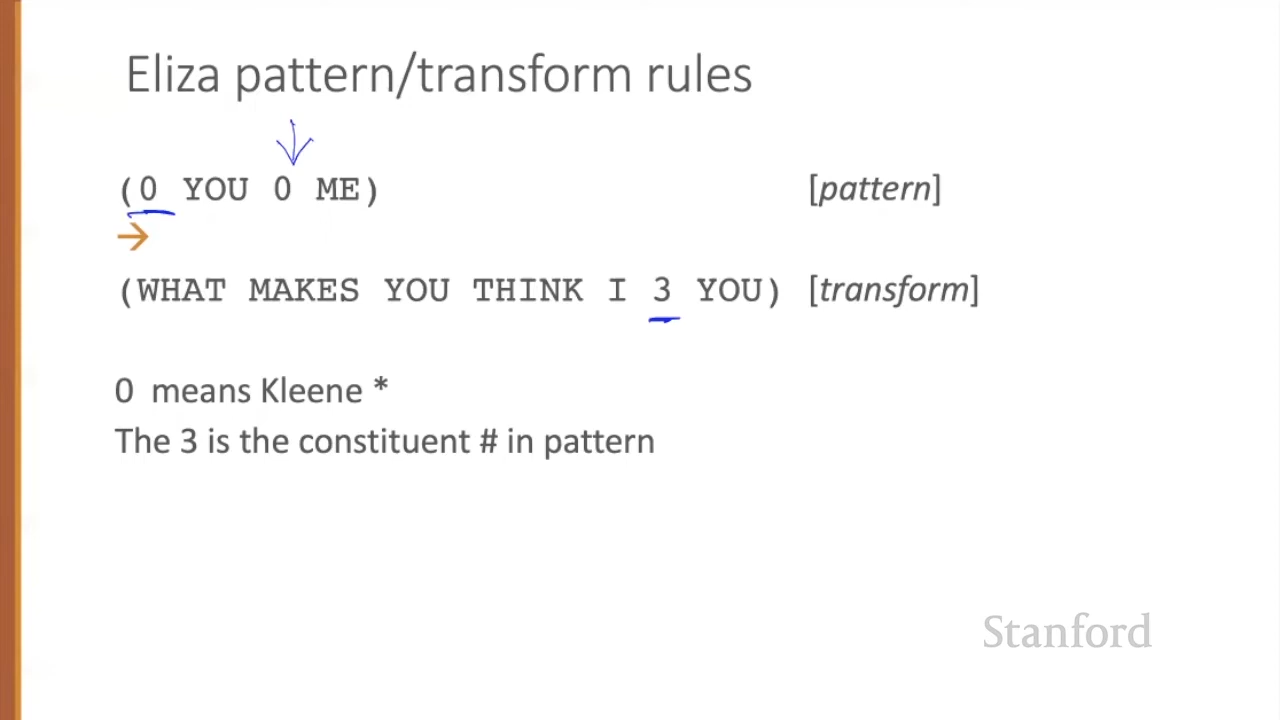 Eliza pattern/transform rules
(0 YOU 0 ME) [pattern]
→
(WHAT MAKES YOU THINK I 3 YOU) [transform]
0 means Kleene *
The 3 is the constituent # in pattern
Stanford